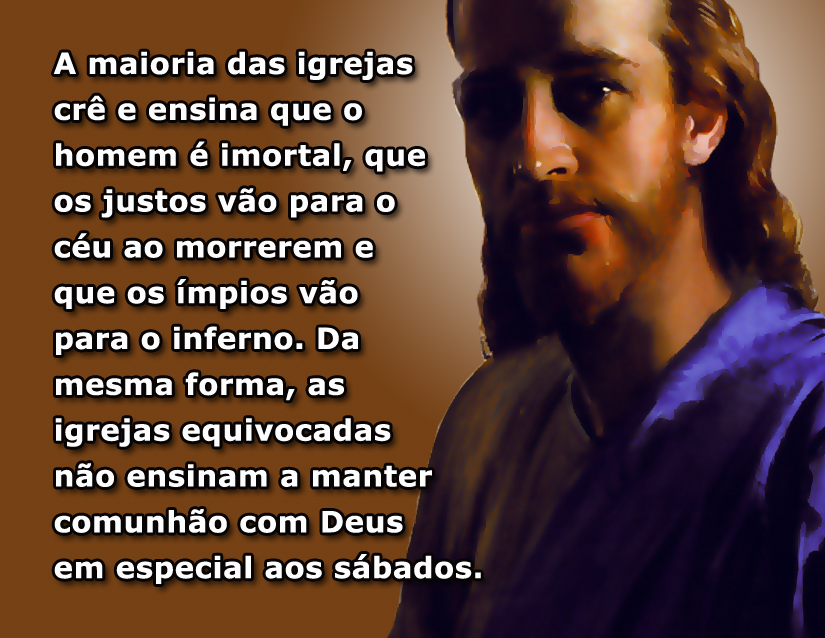 A maioria das igrejas
crê e ensina que o
homem é imortal, que
os justos vão para o
céu ao morrerem e
que os ímpios vão
para o inferno. Da
mesma forma, as
igrejas equivocadas
não ensinam a manter
comunhão com Deus
em especial aos sábados.